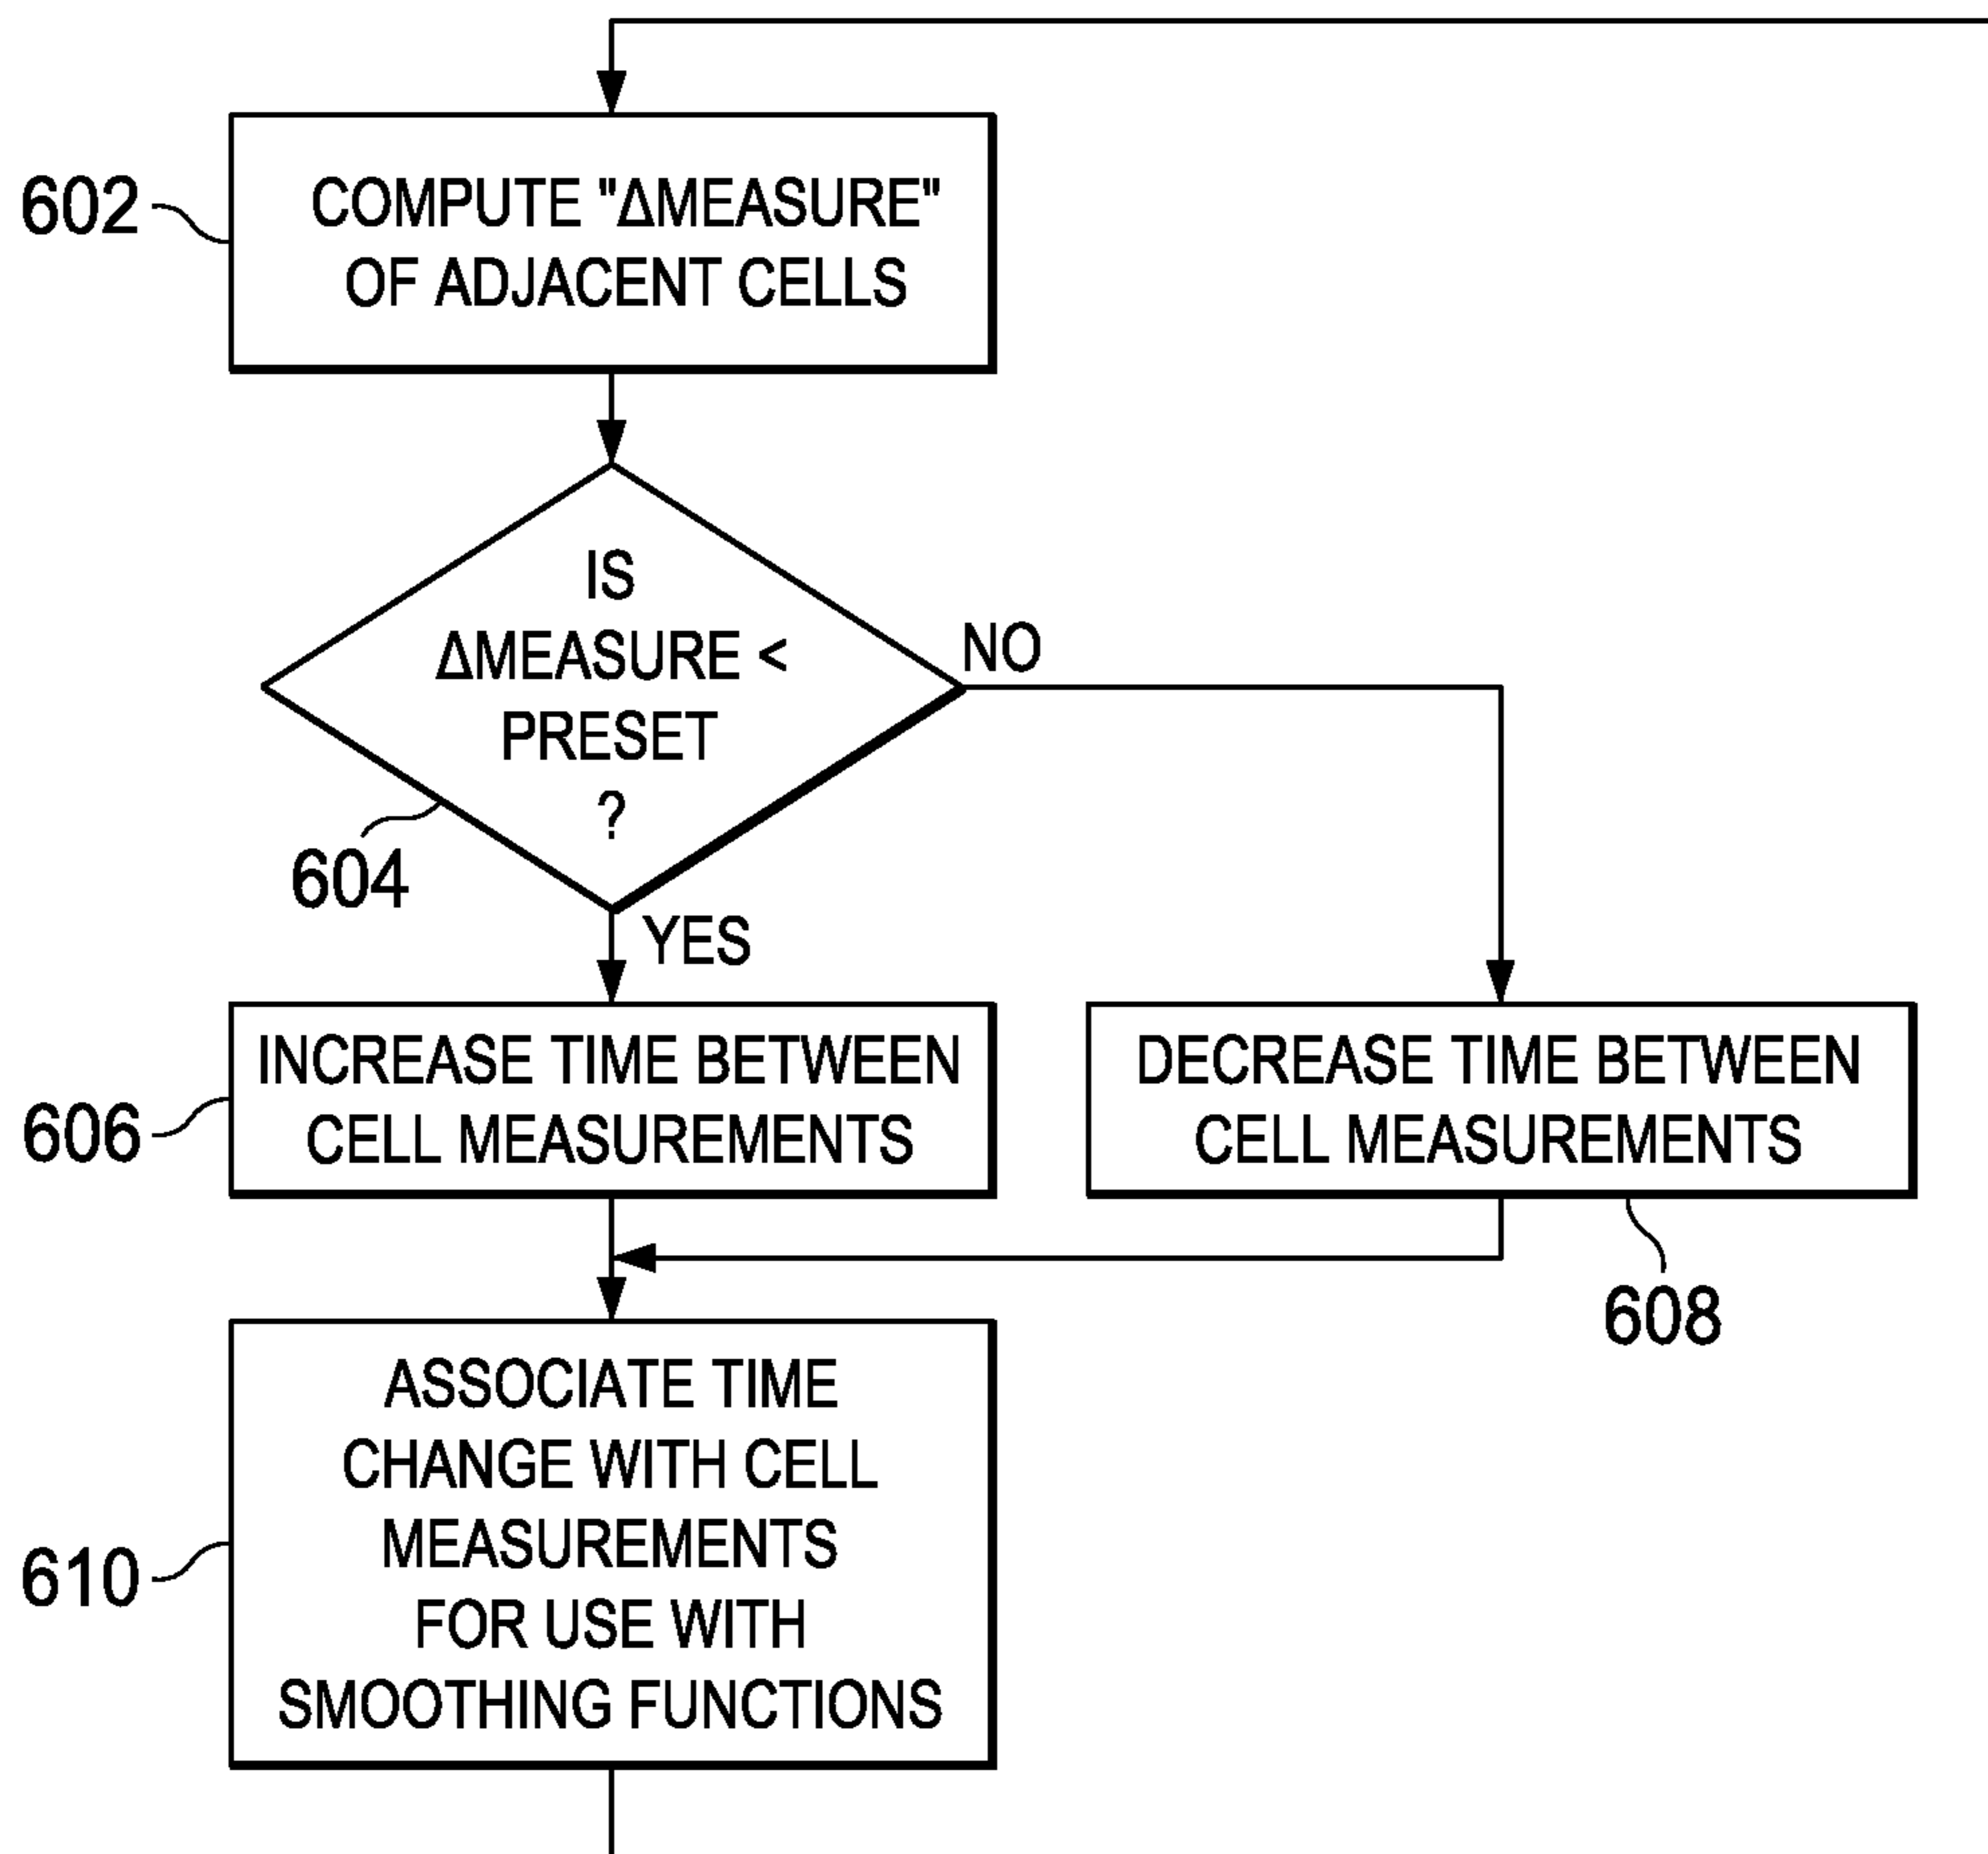 602
COMPUTE "ΔMEASURE"
OF ADJACENT CELLS
IS
ΔMEASURE <
PRESET
?
NO
604
YES
606
INCREASE TIME BETWEEN
CELL MEASUREMENTS
DECREASE TIME BETWEEN
CELL MEASUREMENTS
608
610
ASSOCIATE TIME
CHANGE WITH CELL
MEASUREMENTS
FOR USE WITH
SMOOTHING FUNCTIONS